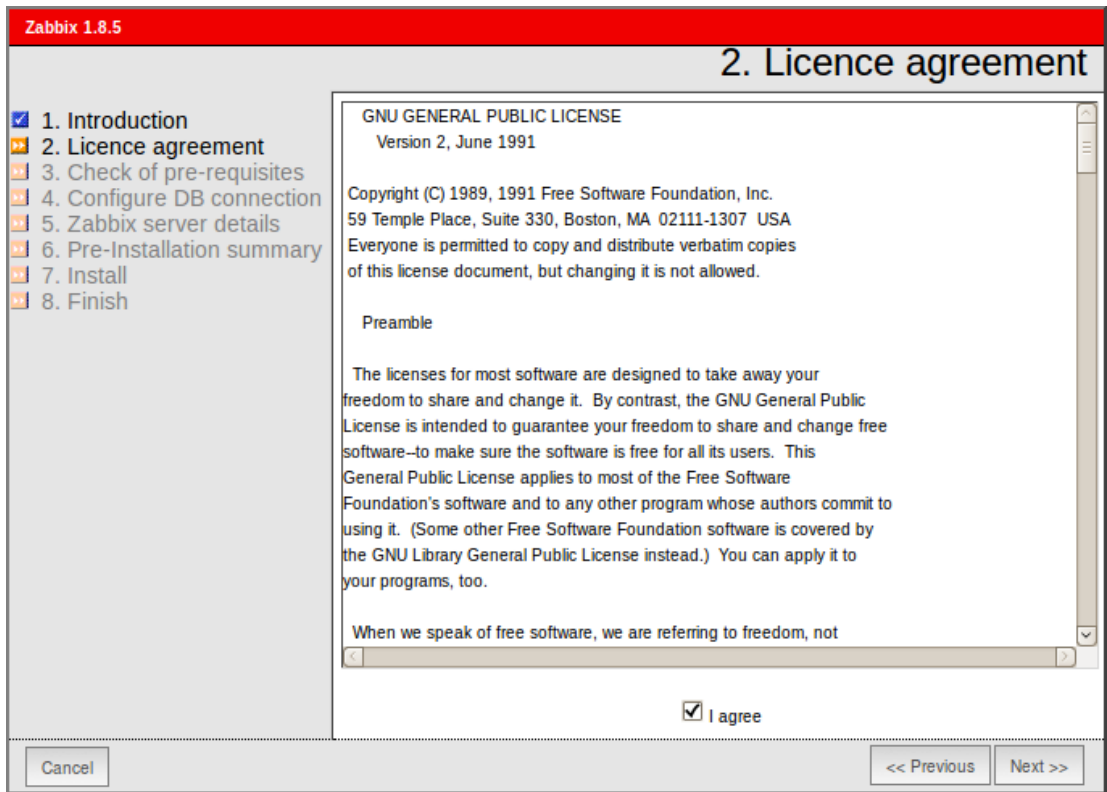 Zabbix 1.8.5
2. Licence agreement
1. Introduction
2. Licence agreement
3. Check of pre-requisites
4. Configure DB connection
5. Zabbix server details
6. Pre-Installation summary
7. Install
8. Finish
GNU GENERAL PUBLIC LICENSE
Version 2, June 1991
Copyright (C) 1989, 1991 Free Software Foundation, Inc.
59 Temple Place, Suite 330, Boston, MA  02111-1307  USA
Everyone is permitted to copy and distribute verbatim copies
of this license document, but changing it is not allowed.
Preamble
The licenses for most software are designed to take away your
freedom to share and change it.  By contrast, the GNU General Public
License is intended to guarantee your freedom to share and change free
software--to make sure the software is free for all its users.  This
General Public License applies to most of the Free Software
Foundation's software and to any other program whose authors commit to
using it.  (Some other Free Software Foundation software is covered by
the GNU Library General Public License instead.)  You can apply it to
your programs, too.
When we speak of free software, we are referring to freedom, not
I agree
Cancel
<< Previous
Next >>